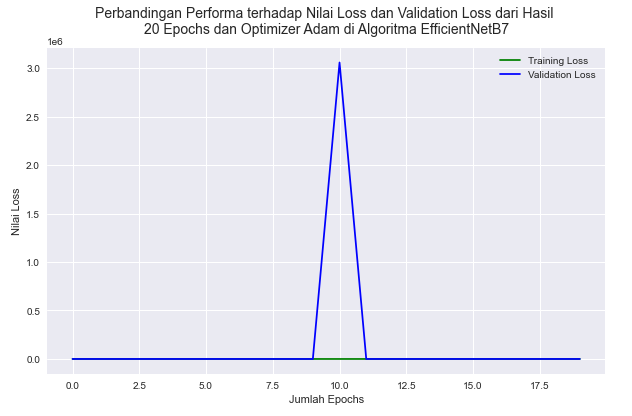 Perbandingan Performa terhadap Nilai Loss dan Validation Loss dari Hasil
20 Epochs dan Optimizer Adam di Algoritma EfficientNetB7
1e6
Training Loss
Validation Loss
3.0
2.5
2.0
1.5
1.0
0.5
0.0
Nilai Loss
0.0 2.5 5.0 7.5 10.0 12.5 15.0 17.5
Jumlah Epochs